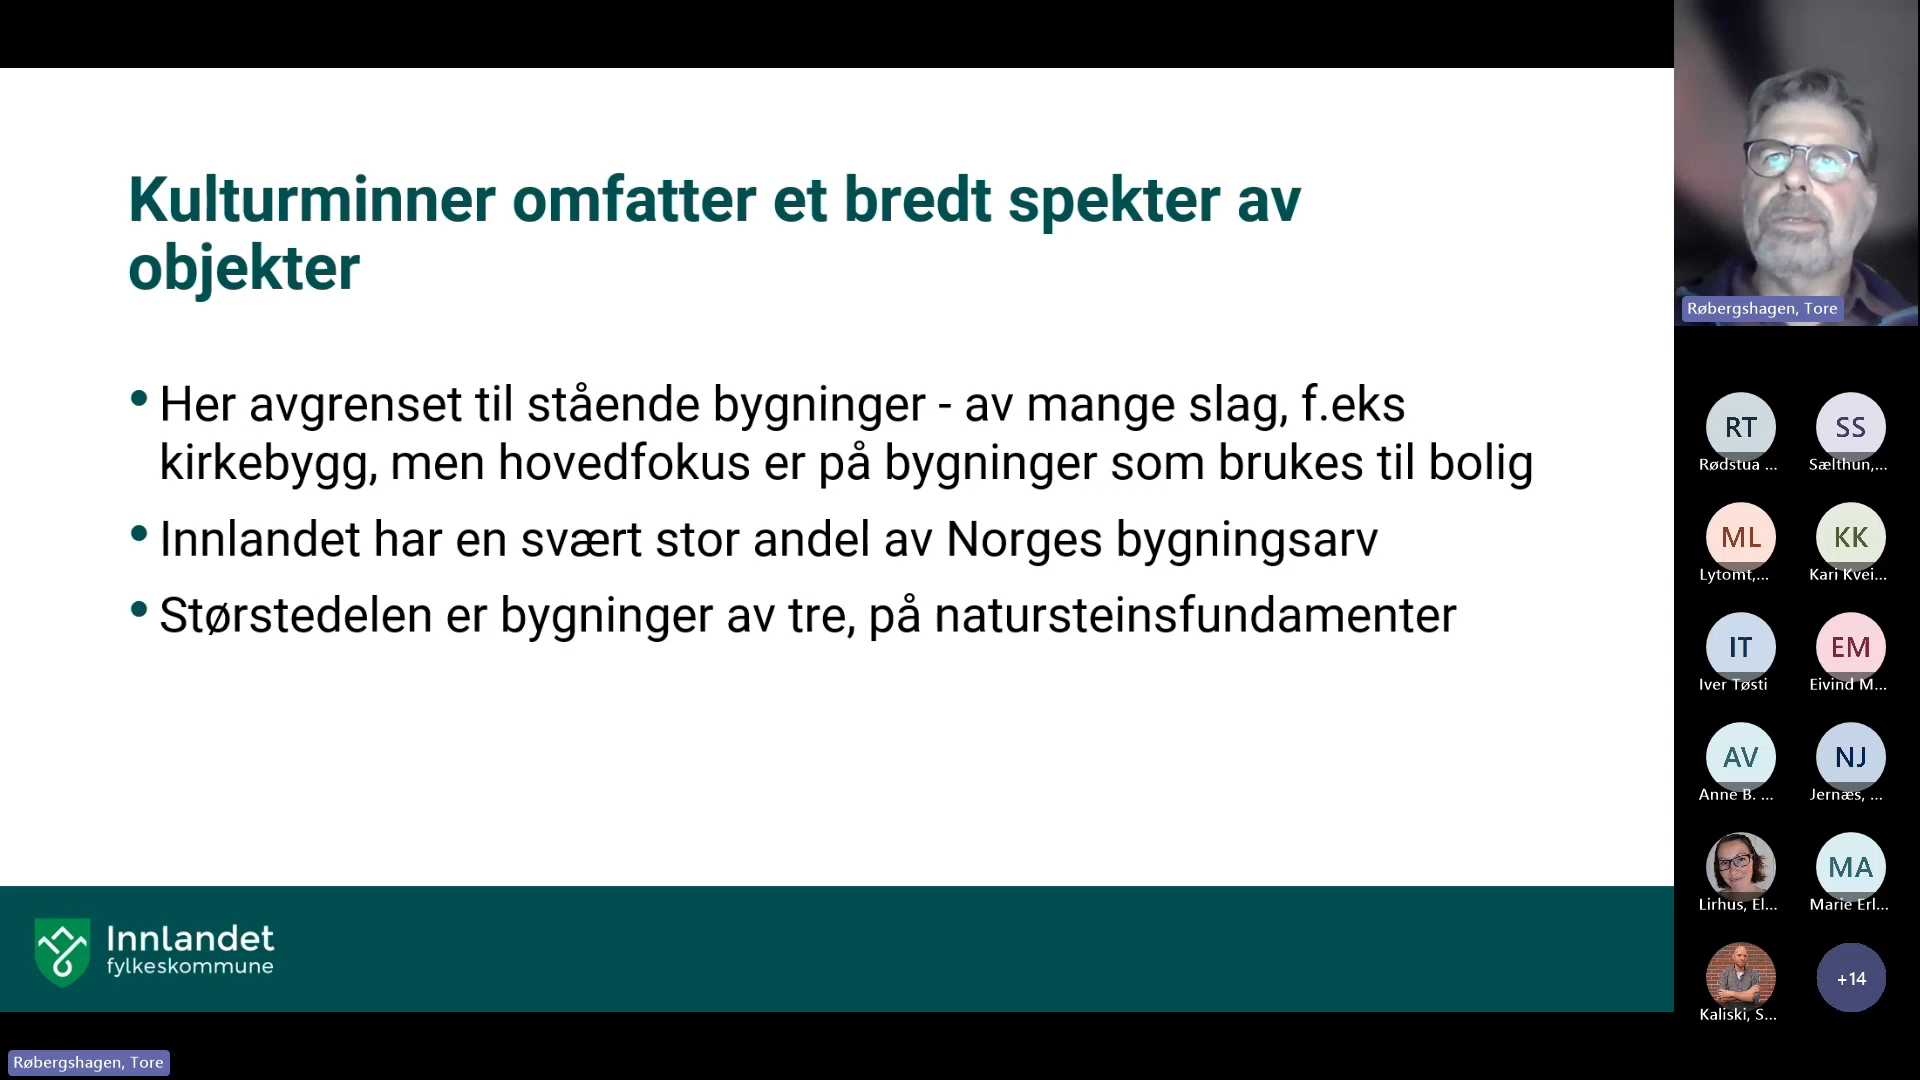 Kulturminner omfatter et bredt spekter av
objekter
• Her avgrenset til stående bygninger - av mange slag, f.eks
kirkebygg, men hovedfokus er på bygninger som brukes til bolig
• Innlandet har en svært stor andel av Norges bygningsarv
• Størstedelen er bygninger av tre, på natursteinsfundamenter
Innlandet
fylkeskommune
Røbergshagen, Tore
Røbergshagen, Tore
RT
Rødstua ...
SS
Sælthun,...
ML
Lytomt,...
KK
Kari Kvei...
IT
Iver Tøsti
EM
Eivind M...
AV
Anne B. ...
NJ
Jernæs, ...
Lirhus, El...
MA
Marie Erl...
Kaliski, S...
+14